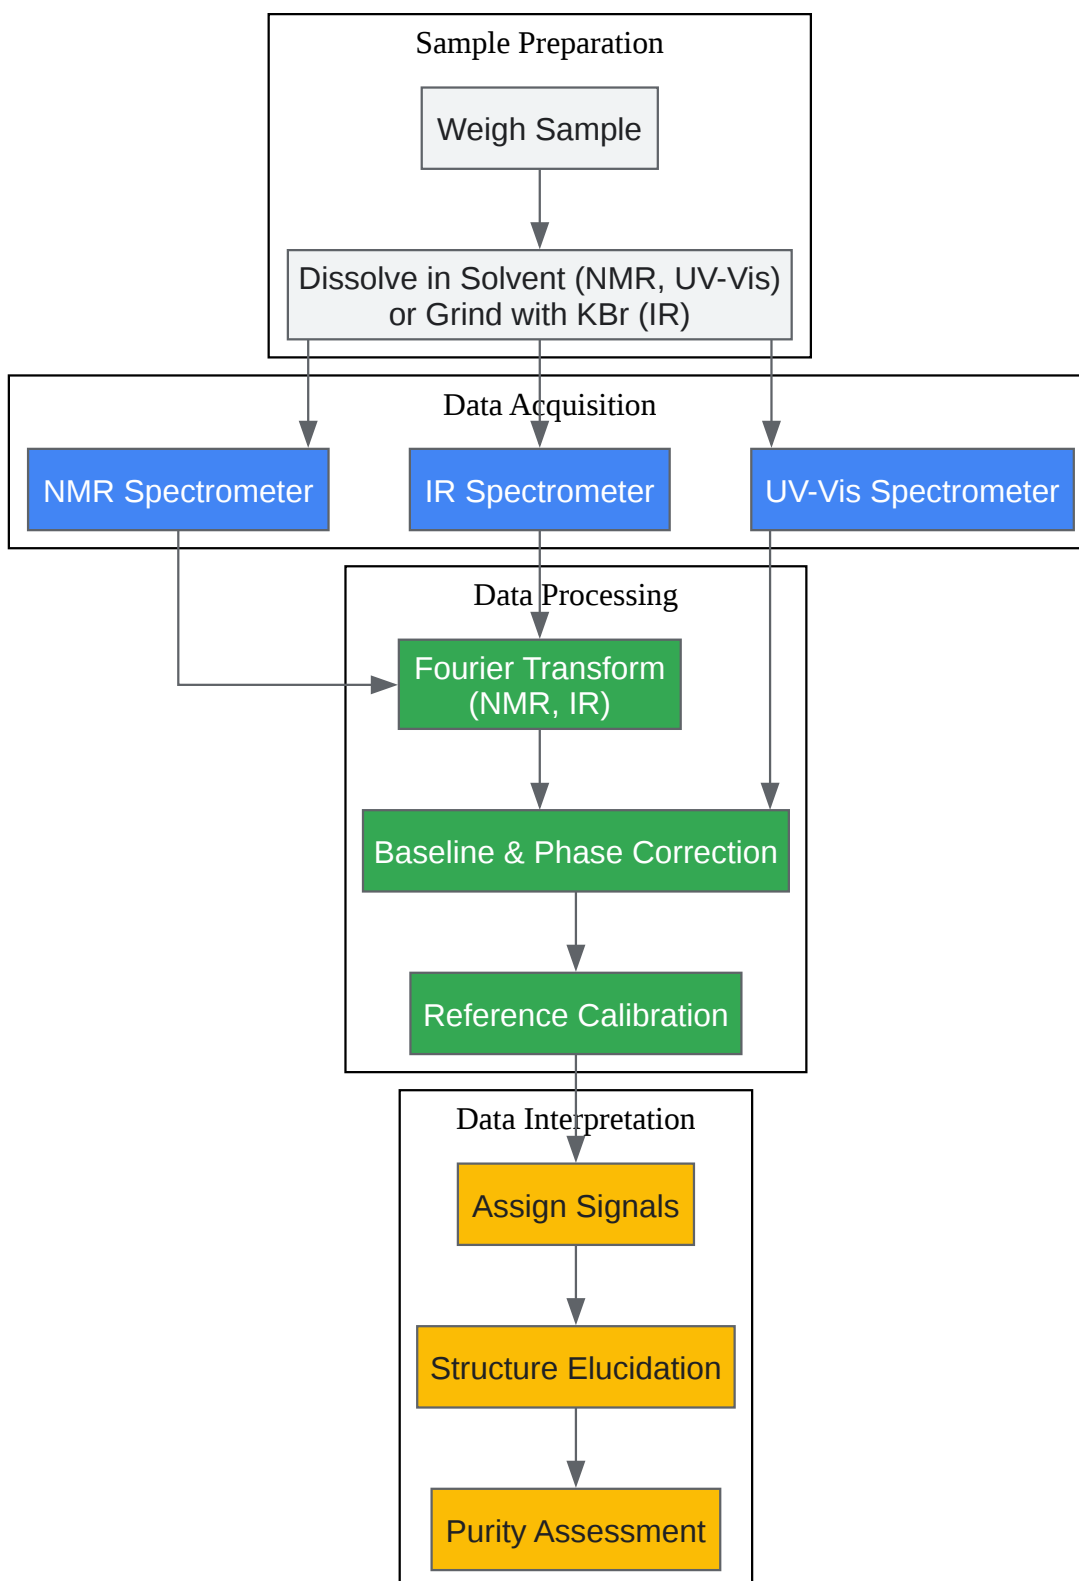 Sample Preparation
Weigh Sample
Dissolve in Solvent (NMR, UV-Vis)
or Grind with KBr (IR)
Data Acquisition
NMR Spectrometer
IR Spectrometer
UV-Vis Spectrometer
Data Processing
Fourier Transform
(NMR, IR)
Baseline & Phase Correction
Reference Calibration
Data Interpretation
Assign Signals
Structure Elucidation
Purity Assessment